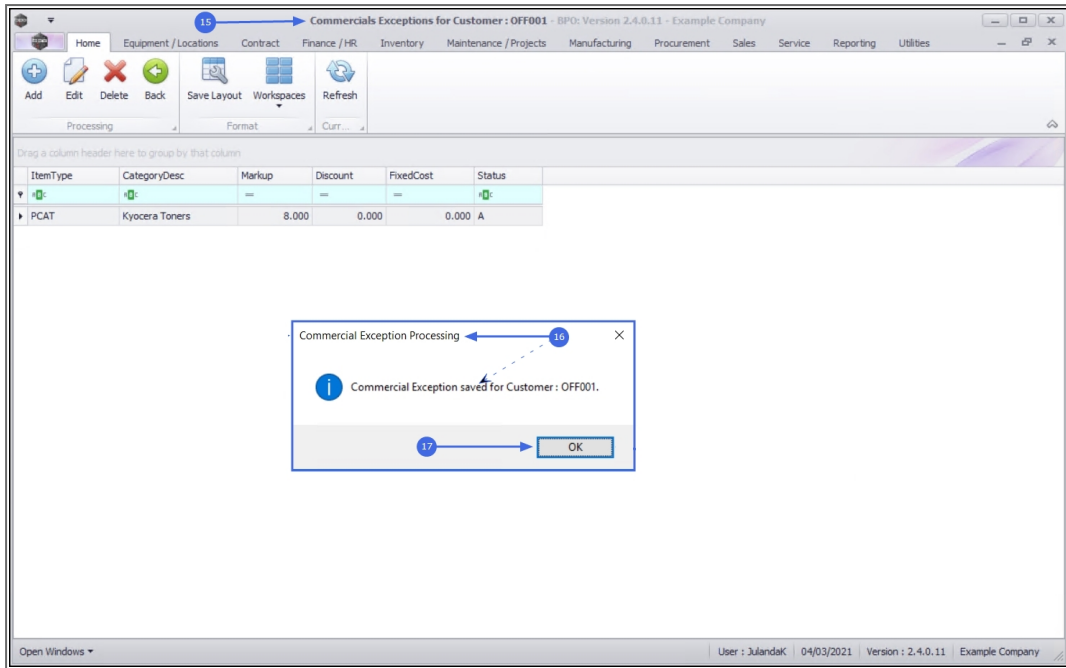 15
Commercials Exceptions for Customer : OFF001 - BPO: Version 2.4.0.11 - Example Company
Home Equipment / Locations Contract Finance / HR Inventory Maintenance / Projects Manufacturing Procurement Sales Service Reporting Utilities
Add Edit Delete Back Save Layout Workspaces Refresh
Processing Format Curr...
Drag a column header here to group by that column
ItemType CategoryDesc Markup Discount FixedCost Status
= = =
PCAT Kyocera Toners 8.000 0.000 0.000 A
Commercial Exception Processing
16
Commercial Exception saved for Customer : OFF001.
17
OK
Open Windows User : JulandaK 04/03/2021 Version : 2.4.0.11 Example Company